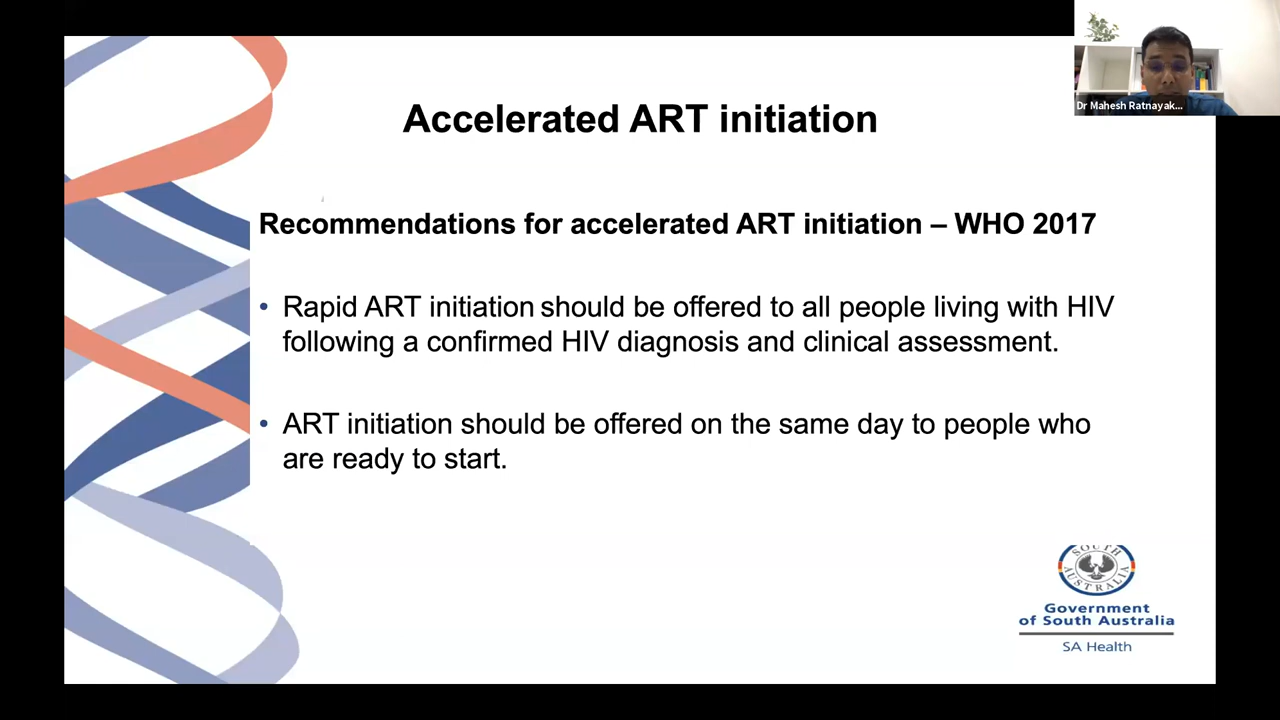 Dr Mahesh Ratnayak...
Accelerated ART initiation
Recommendations for accelerated ART initiation – WHO 2017
• Rapid ART initiation should be offered to all people living with HIV
following a confirmed HIV diagnosis and clinical assessment.
• ART initiation should be offered on the same day to people who
are ready to start.
SOUTH
AUSTRALIA
Government
of South Australia
SA Health